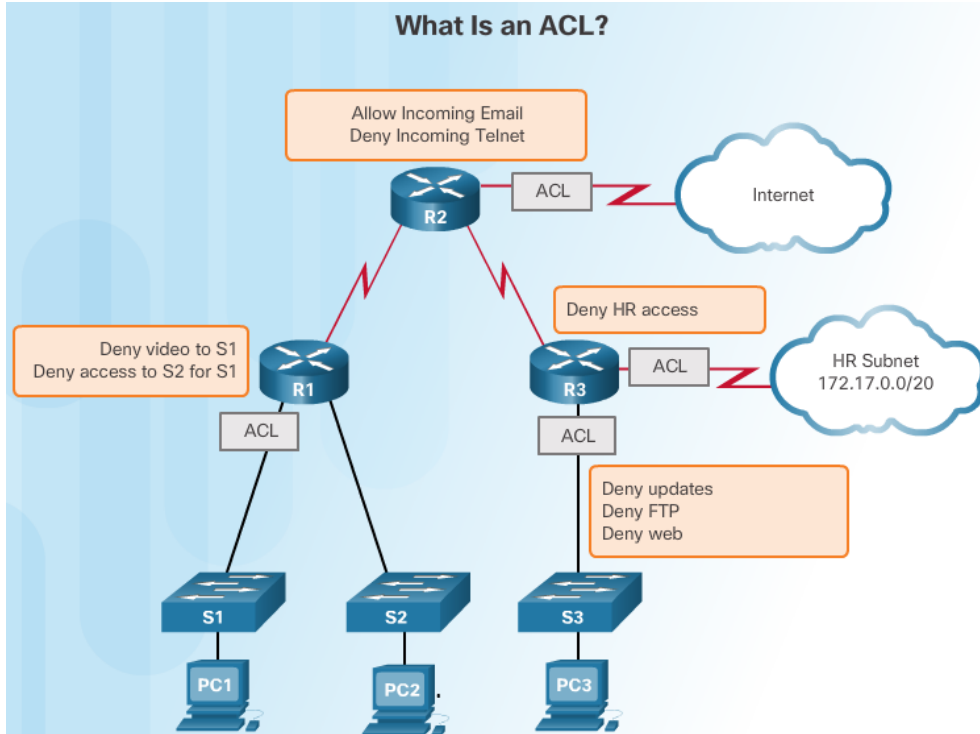 What Is an ACL?
Allow Incoming Email
Deny Incoming Telnet
ACL
Internet
R2
Deny HR access
Deny video to S1
Deny access to S2 for S1
HR Subnet
172.17.0.0/20
ACL
R1
R3
ACL
ACL
Deny updates
Deny FTP
Deny web
S1
S2
S3
PC1
PC2
PC3